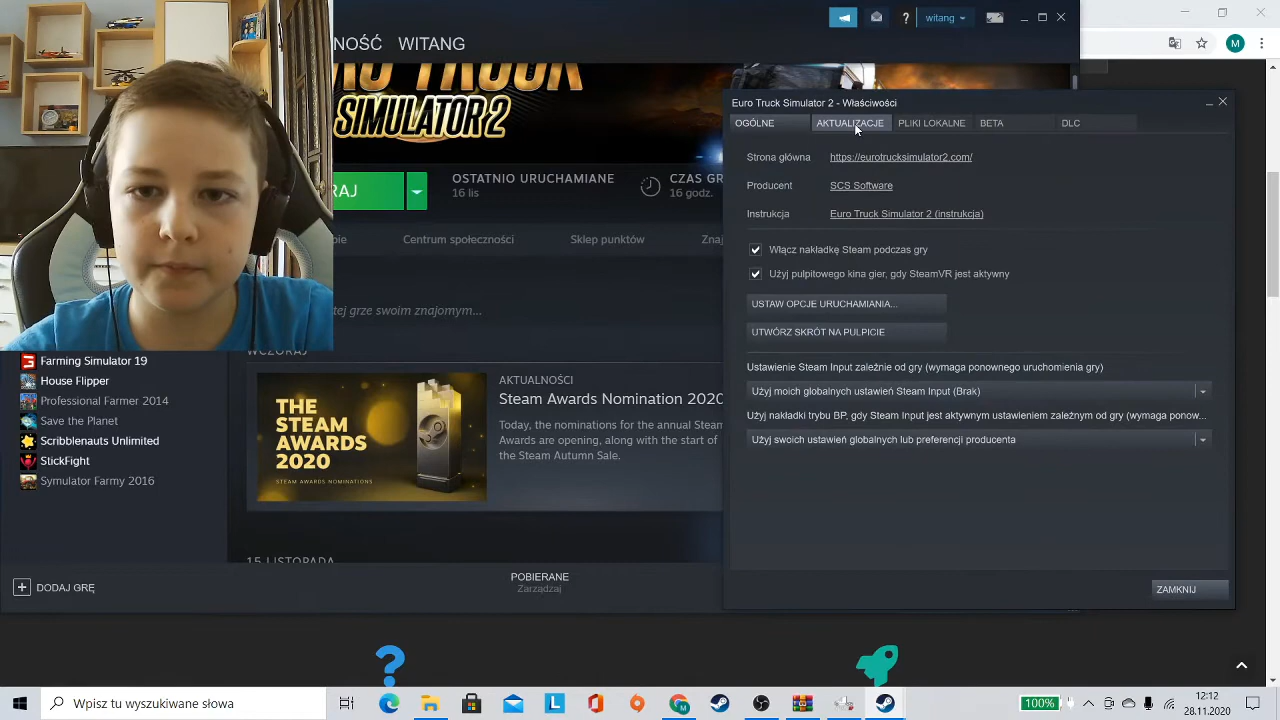 NOŚĆ WITANG
witang
?
M
RO TRUCK
SIMULATOR 2
RAJ
OSTATNIO URUCHAMIANE
16 lis
CZAS GR
16 godz.
bie
Centrum społeczności
Sklep punktów
Znaj
tej grze swoim znajomym...
WCZORAJ
AKTUALNOŚCI
Steam Awards Nomination 2020
Today, the nominations for the annual Steam
Awards are opening, along with the start of
the Steam Autumn Sale.
THE
STEAM
AWARDS
2020
STEAM AWARDS NOMINATIONS
15 LISTOPADA
Farming Simulator 19
House Flipper
Professional Farmer 2014
Save the Planet
Scribblenauts Unlimited
StickFight
Symulator Farmy 2016
+ DODAJ GRĘ
POBIERANE
Zarządzaj
Euro Truck Simulator 2 - Właściwości
OGÓLNE
AKTUALIZACJE
PLIKI LOKALNE
BETA
DLC
Strona główna https://eurotrucksimulator2.com/
Producent SCS Software
Instrukcja Euro Truck Simulator 2 (instrukcja)
Włącz nakładkę Steam podczas gry
Użyj pulpitowego kina gier, gdy SteamVR jest aktywny
USTAW OPCJE URUCHAMIANIA...
UTWÓRZ SKRÓT NA PULPICIE
Ustawienie Steam Input zależnie od gry (wymaga ponownego uruchomienia gry)
Użyj moich globalnych ustawień Steam Input (Brak)
Użyj nakładki trybu BP, gdy Steam Input jest aktywnym ustawieniem zależnym od gry (wymaga ponow...
Użyj swoich ustawień globalnych lub preferencji producenta
ZAMKNIJ
?
Wpisz tu wyszukiwane słowa
L
100%
12:12
28.11.2020